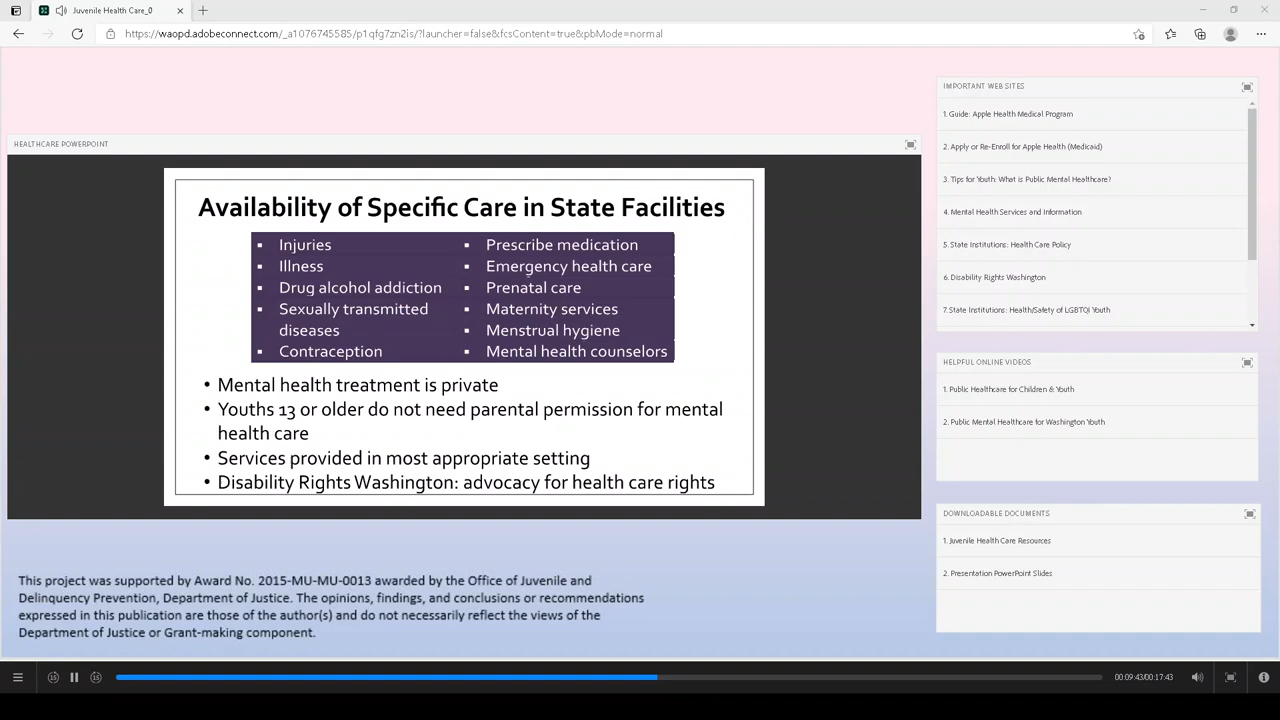 Juvenile Health Care_0
https://waopd.adobeconnect.com/_a1076745585/p1qfg7zn2is/?launcher=false&fcsContent=true&pbMode=normal
HEALTHCARE POWERPOINT
Availability of Specific Care in State Facilities
▪ Injuries
▪ Illness
▪ Drug alcohol addiction
▪ Sexually transmitted
diseases
▪ Contraception
▪ Prescribe medication
▪ Emergency health care
▪ Prenatal care
▪ Maternity services
▪ Menstrual hygiene
▪ Mental health counselors
• Mental health treatment is private
• Youths 13 or older do not need parental permission for mental
health care
• Services provided in most appropriate setting
• Disability Rights Washington: advocacy for health care rights
This project was supported by Award No. 2015-MU-MU-0013 awarded by the Office of Juvenile and
Delinquency Prevention, Department of Justice. The opinions, findings, and conclusions or recommendations
expressed in this publication are those of the author(s) and do not necessarily reflect the views of the
Department of Justice or Grant-making component.
IMPORTANT WEB SITES
1. Guide: Apple Health Medical Program
2. Apply or Re-Enroll for Apple Health (Medicaid)
3. Tips for Youth: What is Public Mental Healthcare?
4. Mental Health Services and Information
5. State Institutions: Health Care Policy
6. Disability Rights Washington
7.State Institutions: Health/Safety of LGBTQI Youth
HELPFUL ONLINE VIDEOS
1. Public Healthcare for Children & Youth
2. Public Mental Healthcare for Washington Youth
DOWNLOADABLE DOCUMENTS
1. Juvenile Health Care Resources
2. Presentation PowerPoint Slides
15
15
00:09:43/00:17:43